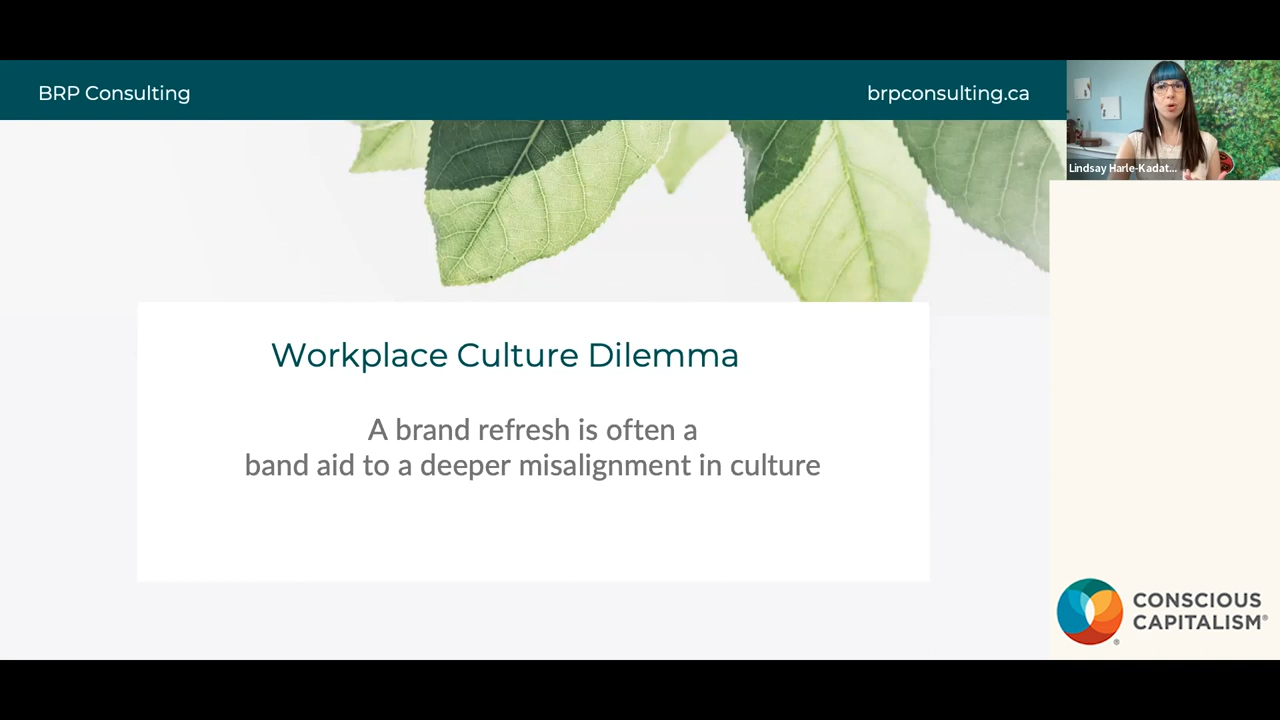 BRP Consulting
brpconsulting.ca
Lindsay Harle-Kadat...
Workplace Culture Dilemma
A brand refresh is often a
band aid to a deeper misalignment in culture
CONSCIOUS
CAPITALISM®
®